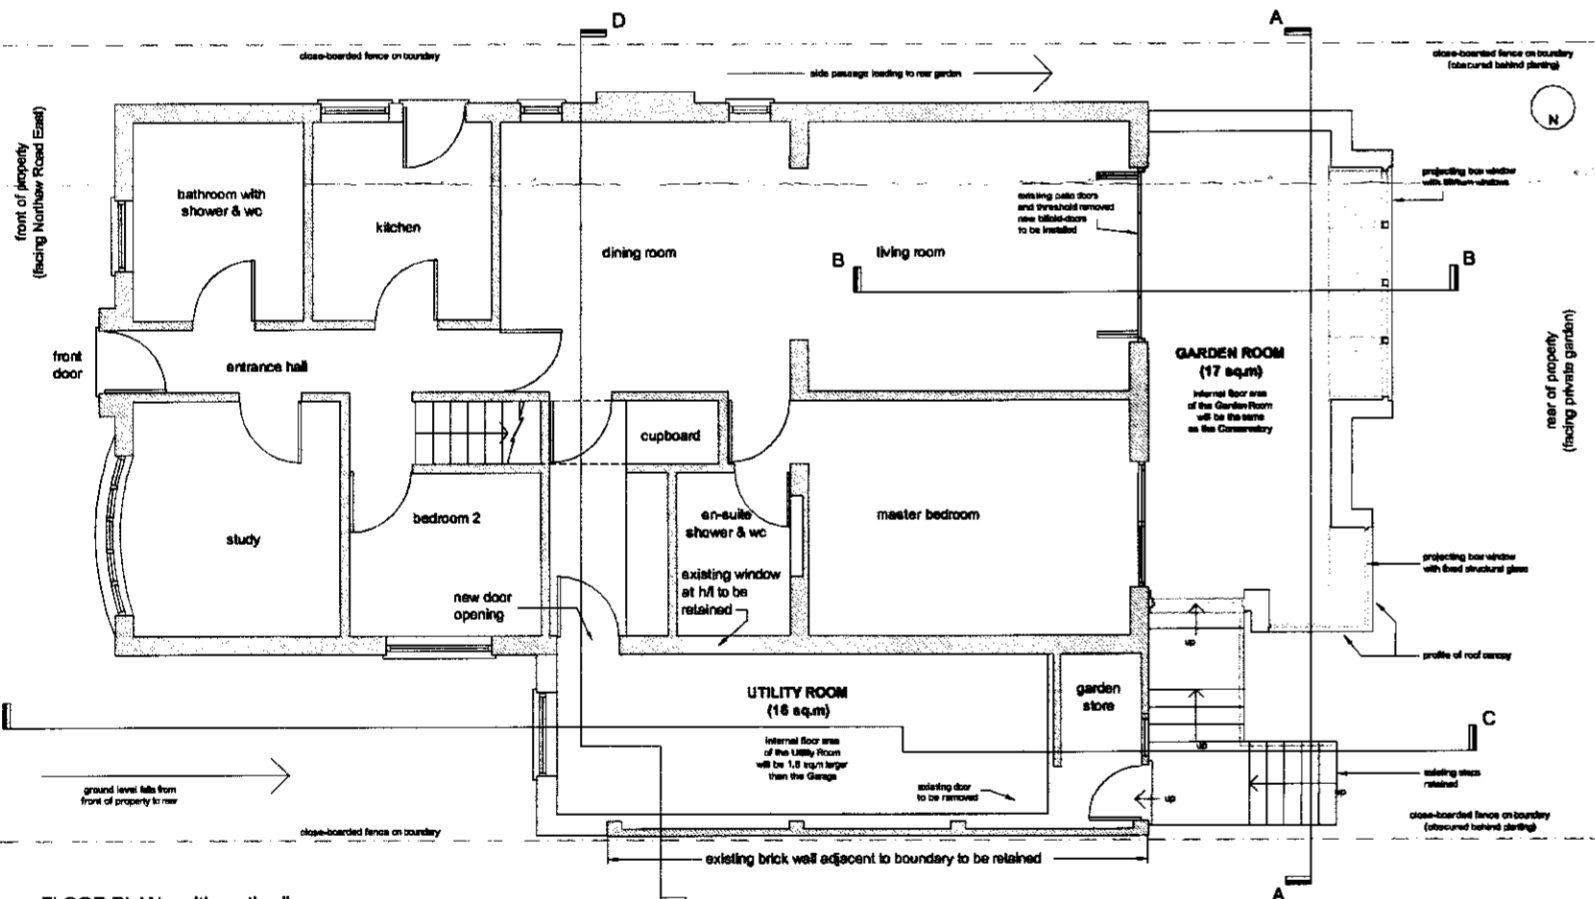 D
A
close-boarded fence on boundary
side passage leading to rear garden
close-boarded fence on boundary
(obscured behind planting)
N
front of property
(facing Northaw Road East)
bathroom with
shower & wc
kitchen
dining room
living room
existing patio doors
and threshold removed
new bifold-doors
to be installed
projecting box window
B
B
front
door
entrance hall
GARDEN ROOM
(17 sq.m)
internal floor area
of the Garden Room
will be the same
as the Conservatory
rear of property
(facing private garden)
cupboard
study
bedroom 2
en-suite
shower & wc
master bedroom
existing window
at h/l to be
retained
new door
opening
projecting box window
with fixed structural glass
up
profile of roof canopy
UTILITY ROOM
(16 sq.m)
internal floor area
of the Utility Room
will be 1.8 sq.m larger
than the Garage
garden
store
up
C
ground level falls from
front of property to rear
existing door
to be removed
up
up
existing steps
retained
close-boarded fence on boundary
close-boarded fence on boundary
(obscured behind planting)
existing brick wall adjacent to boundary to be retained
A